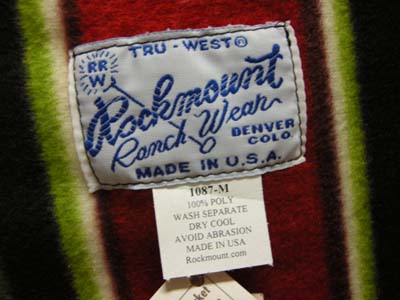 TRU-WEST®
RR
W
Rockmount
Ranch Wear
DENVER
COLO
MADE IN U.S.A.
1087-M
100% POLY
WASH SEPARATE
DRY COOL
AVOID ABRASION
MADE IN USA
Rockmount.com